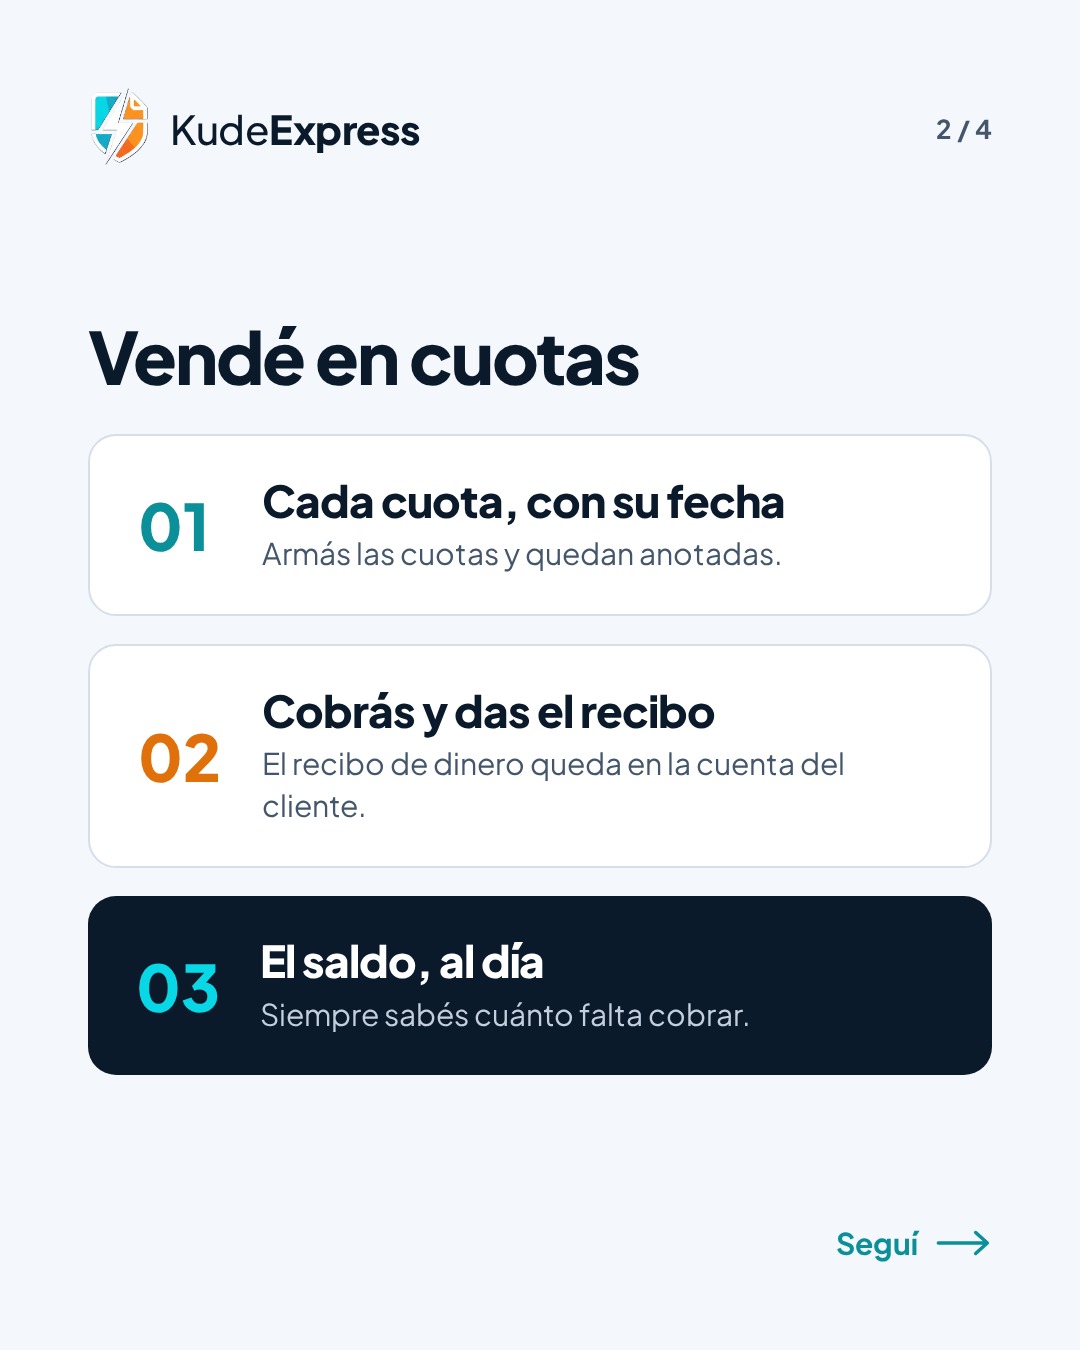 KudeExpress
2 / 4
Vendé en cuotas
01
Cada cuota, con su fecha
Armás las cuotas y quedan anotadas.
02
Cobrás y das el recibo
El recibo de dinero queda en la cuenta del
cliente.
03
El saldo, al día
Siempre sabés cuánto falta cobrar.
Seguí